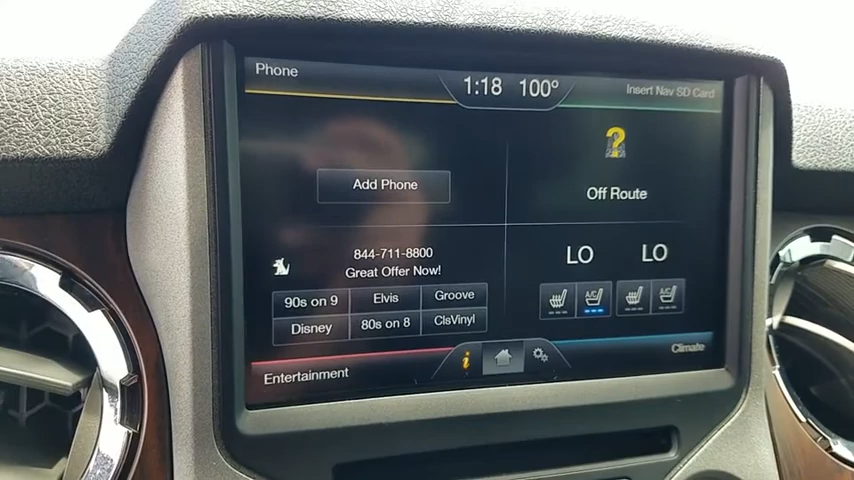 Phone
1:18 100°
Insert Nav SD Card
?
Add Phone
Off Route
844-711-8800
Great Offer Now!
LO LO
90s on 9 Elvis Groove
Disney 80s on 8 ClsVinyl
A/C A/C
i
Entertainment
Climate